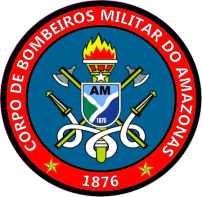 CORPO DE BOMBEIROS MILITAR DO AMAZONAS
AM
1876
1876